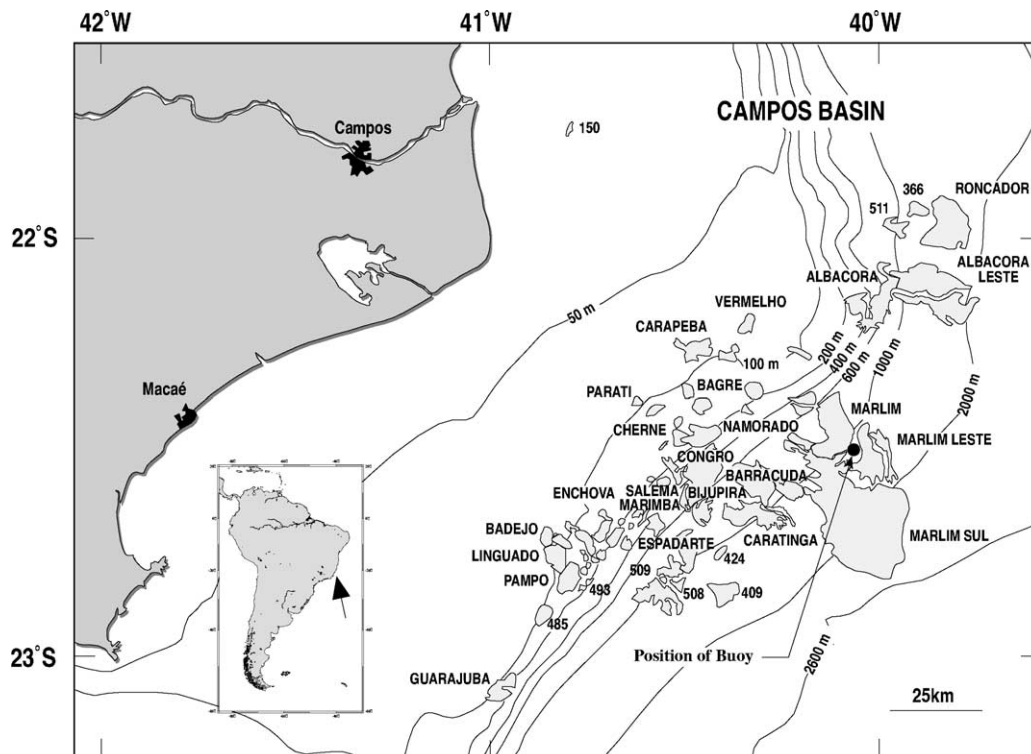 42°W
41°W
40°W
CAMPOS BASIN
Campos
150
366
RONCADOR
511
22°S
ALBACORA
LESTE
ALBACORA
VERMELHO
50 m
CARAPEBA
200 m
400 m
600 m
1000 m
2000 m
100 m
Macaé
PARATI
BAGRE
MARLIM
CHERNE
NAMORADO
MARLIM LESTE
CONGRO
BARRACUDA
ENCHOVA
SALEMA
BIJUPIRA
MARIMBA
BADEJO
ESPADARTE
CARATINGA
MARLIM SUL
LINGUADO
424
509
PAMPO
493
508
409
485
23°S
Position of Buoy
2600 m
GUARAJUBA
25km